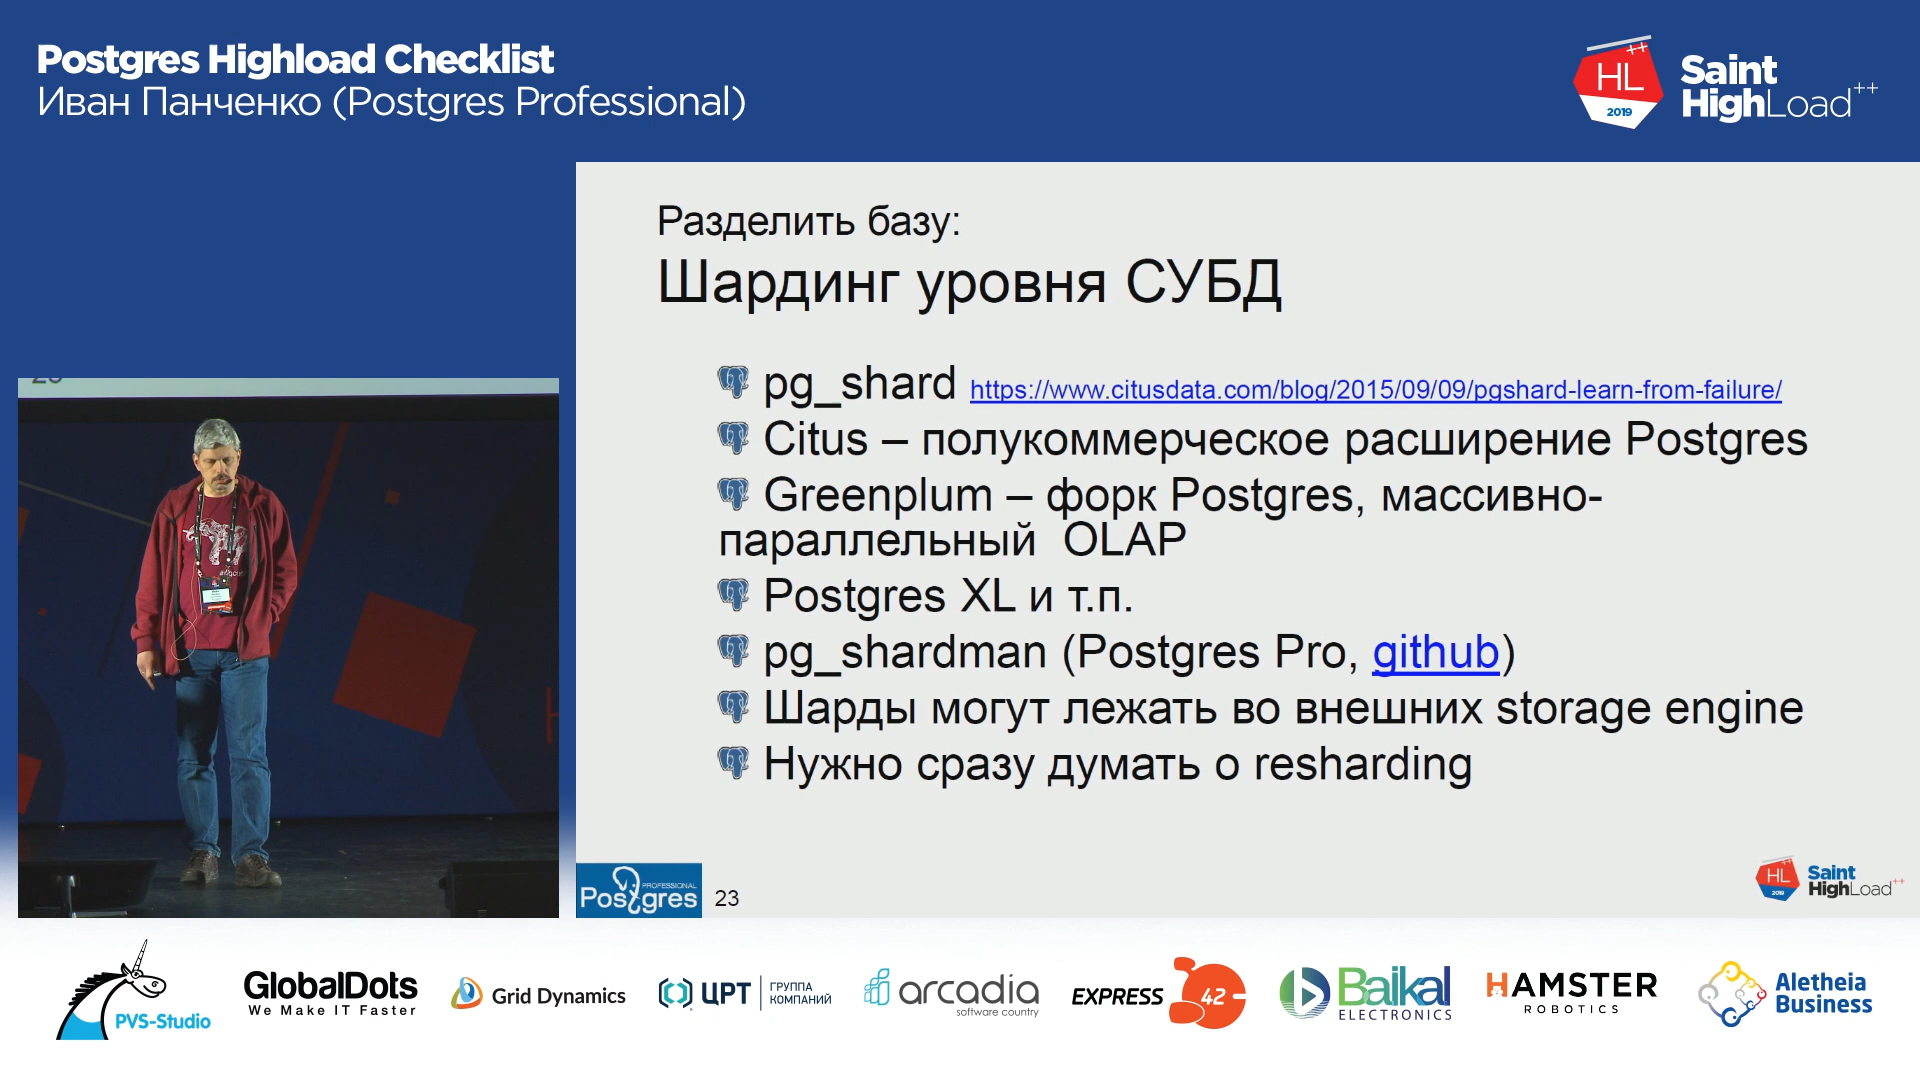 Postgres Highload Checklist
Иван Панченко (Postgres Professional)
HL++
2019
Saint
HighLoad++
Разделить базу:
Шардинг уровня СУБД
pg_shard https://www.citusdata.com/blog/2015/09/09/pgshard-learn-from-failure/
Citus – полукоммерческое расширение Postgres
Greenplum – форк Postgres, массивно-
параллельный OLAP
Postgres XL и т.п.
pg_shardman (Postgres Pro, github)
Шарды могут лежать во внешних storage engine
Нужно сразу думать о resharding
PROFESSIONAL
Postgres
23
HL
2019
Saint
HighLoad++
PVS-Studio
GlobalDots
We Make IT Faster
Grid Dynamics
ЦРТ
ГРУППА
КОМПАНИЙ
arcadia
software country
EXPRESS 42
Baikal
ELECTRONICS
HAMSTER
ROBOTICS
Aletheia
Business